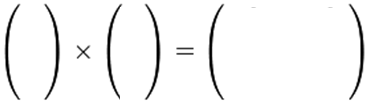 ( ) × ( ) = ( )